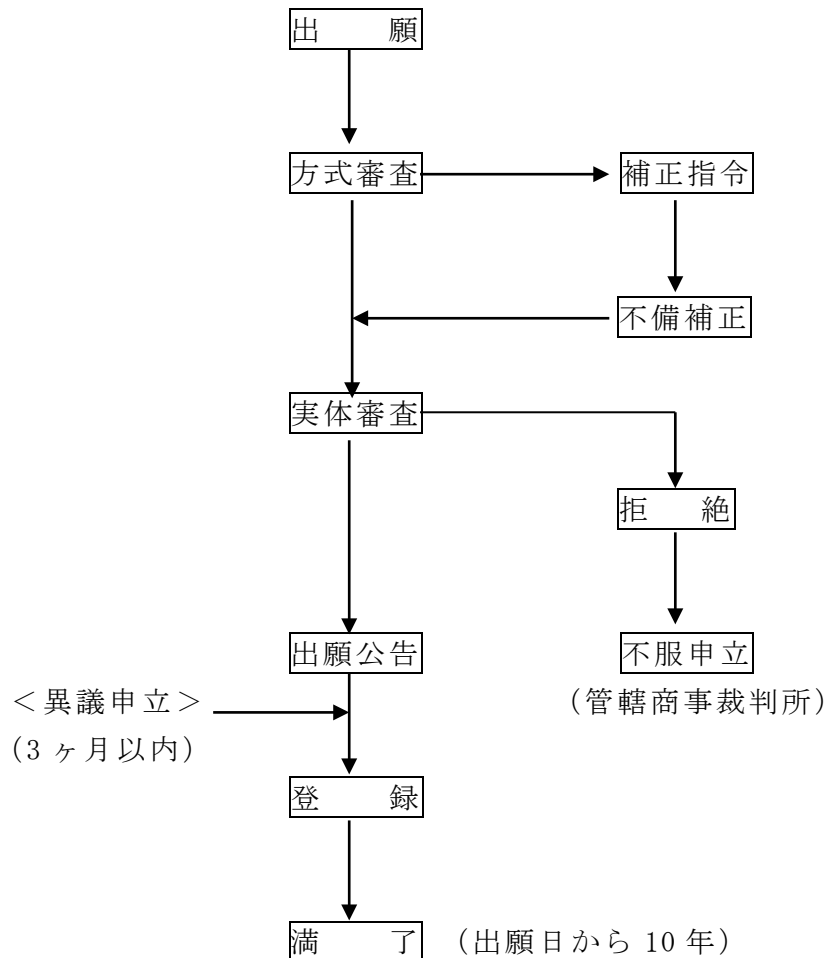 出　　願
方式審査
補正指令
不備補正
実体審査
拒　　絶
出願公告
不服申立
＜異議申立＞
(管轄商事裁判所)
(3 ヶ月以内)
登　　録
満　　了
(出願日から 10 年)